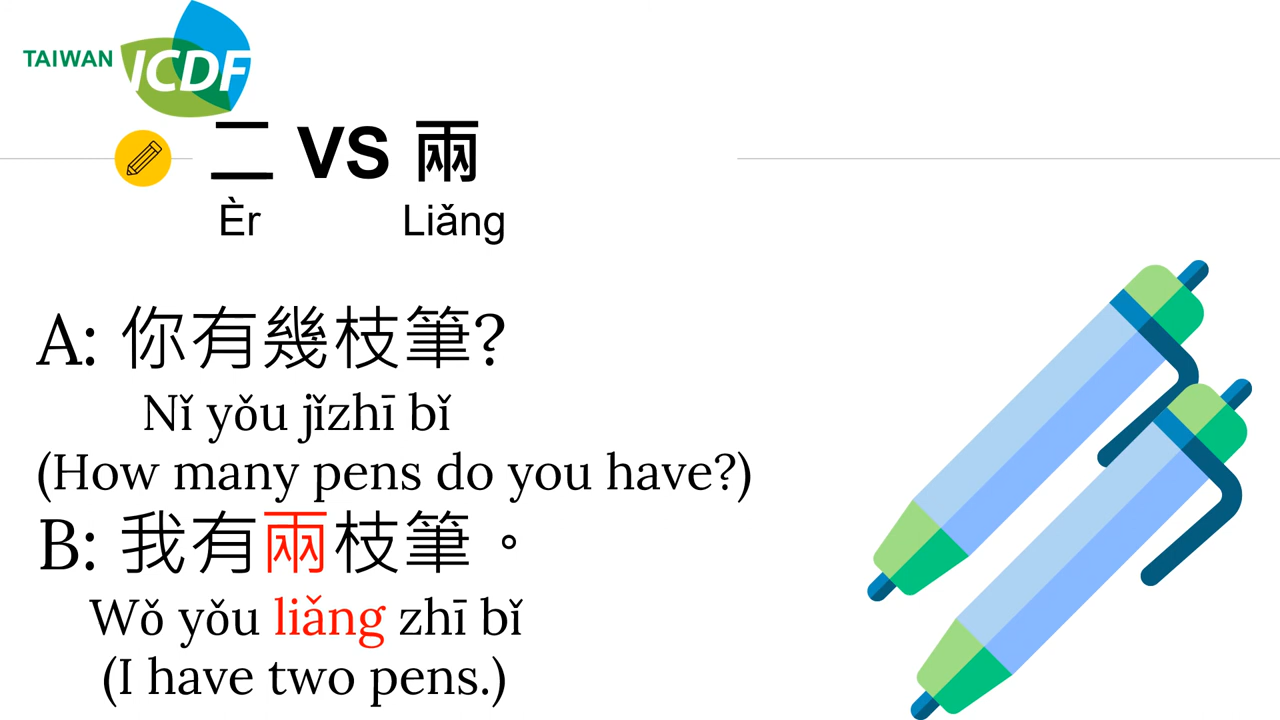 TAIWAN ICDF
二 VS 兩
Èr Liǎng
A: 你有幾枝筆?
Nǐ yǒu jǐzhī bǐ
(How many pens do you have?)
B: 我有兩枝筆。
Wǒ yǒu liǎng zhī bǐ
(I have two pens.)